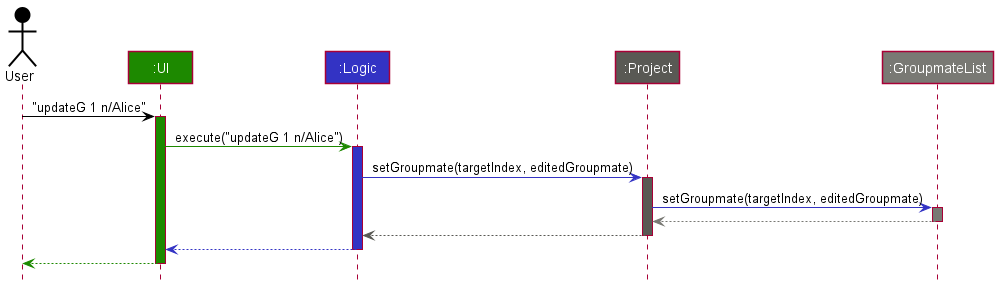 User
:UI
:Logic
:Project
:GroupmateList
"updateG 1 n/Alice"
execute("updateG 1 n/Alice")
setGroupmate(targetIndex, editedGroupmate)
setGroupmate(targetIndex, editedGroupmate)